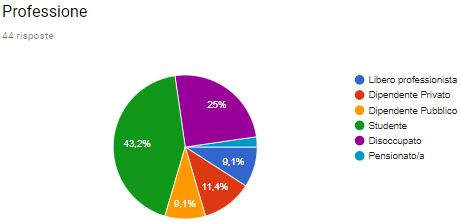 Professione
44 risposte
25%
43,2%
9,1%
11,4%
9,1%
Libero professionista
Dipendente Privato
Dipendente Pubblico
Studente
Disoccupato
Pensionato/a